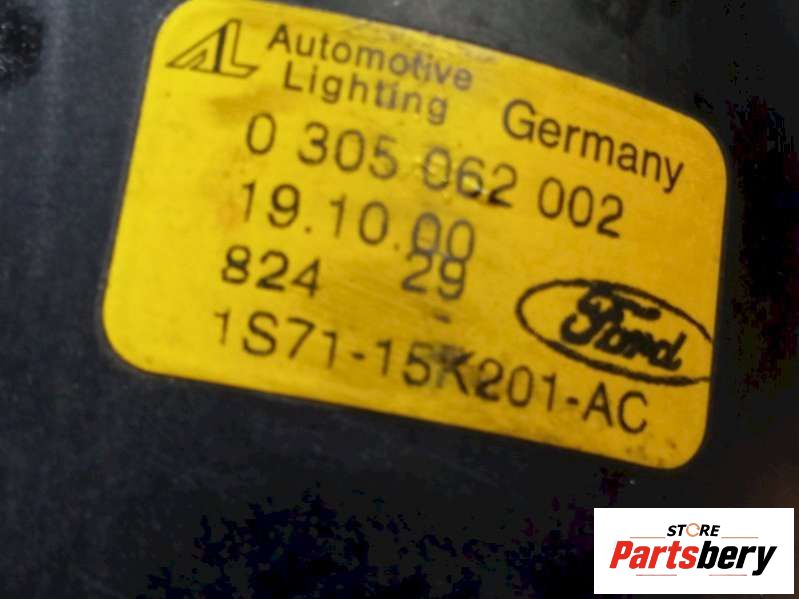 AL Automotive
Lighting Germany
0 305 062 002
19.10.00
824 29
Ford
1S71-15K201-AC
STORE
Partsbery